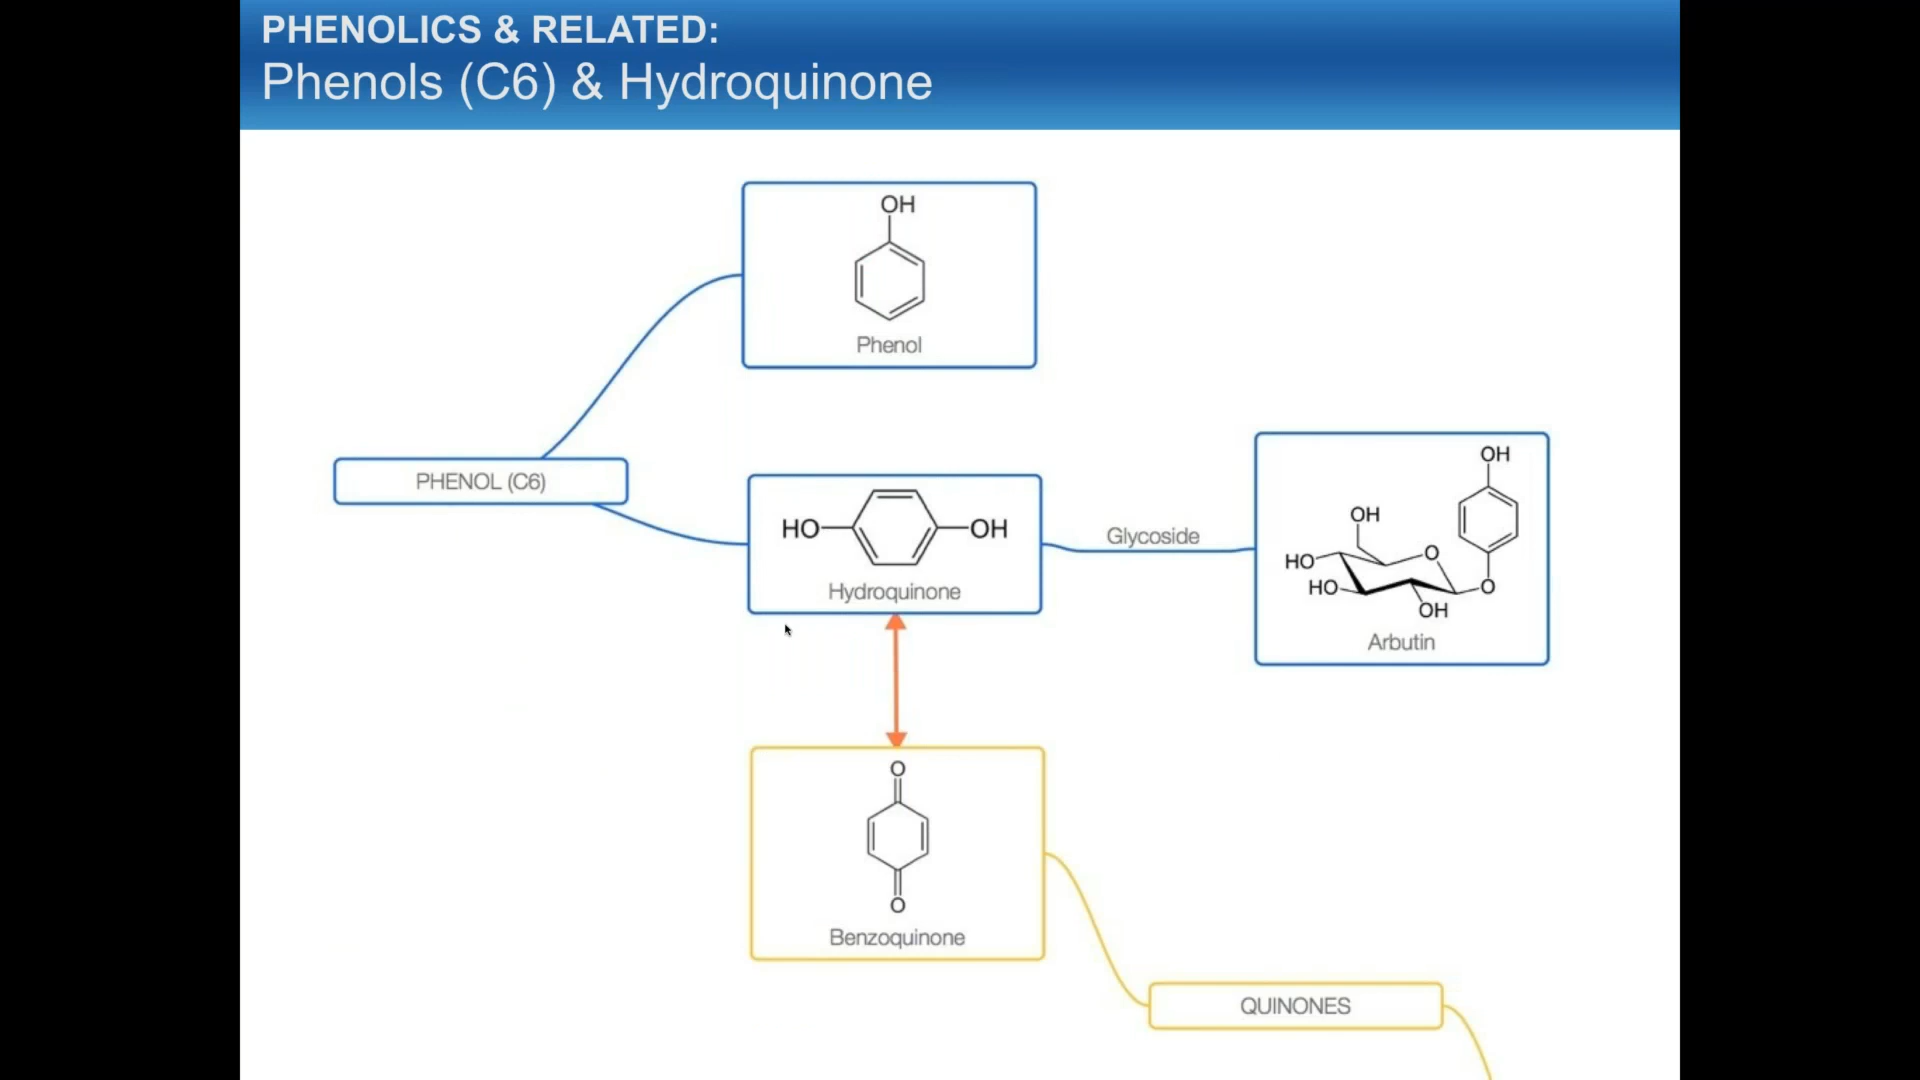 PHENOLICS & RELATED:
Phenols (C6) & Hydroquinone
OH
Phenol
PHENOL (C6)
HO
OH
Hydroquinone
Glycoside
OH
OH
O
HO
HO
O
OH
Arbutin
O
O
Benzoquinone
QUINONES